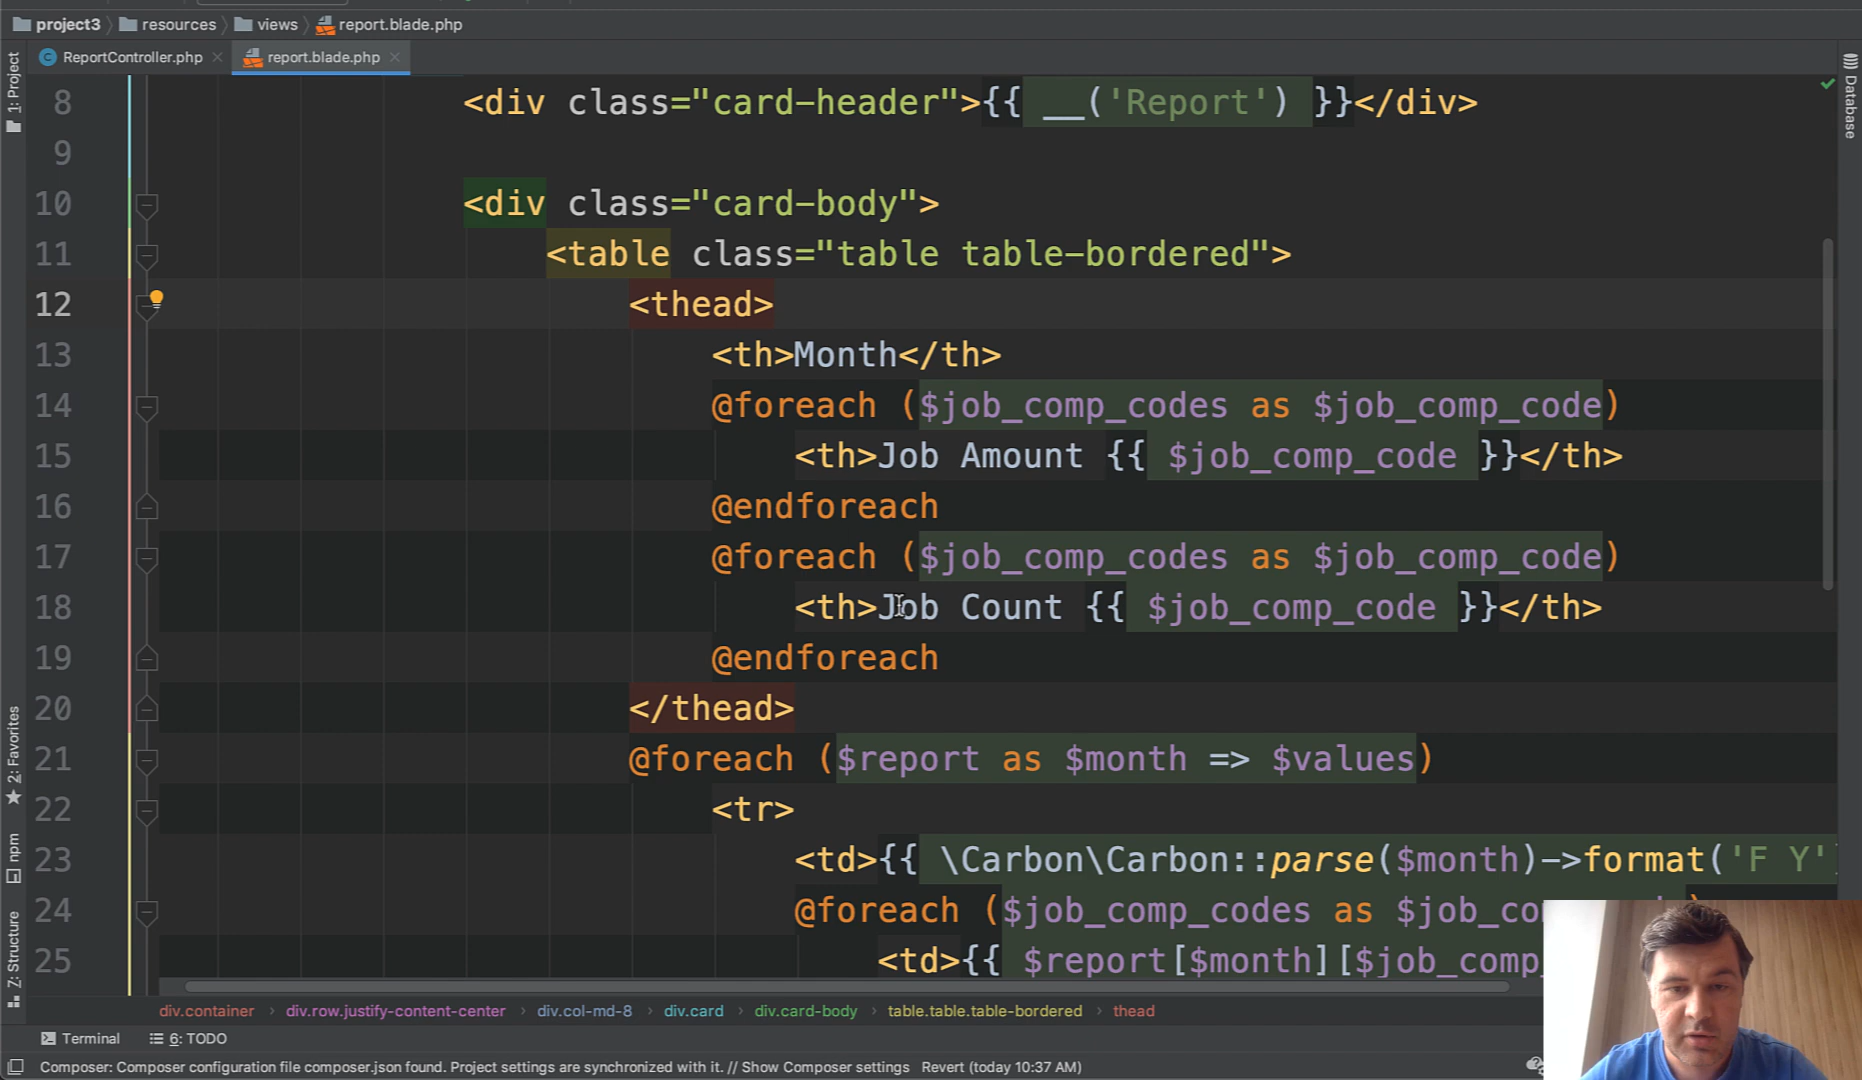 project3 resources views report.blade.php
ReportController.php report.blade.php
1: Project
Database
8 <div class="card-header">{{ __('Report') }}</div>
9
10 <div class="card-body">
11 <table class="table table-bordered">
12 <thead>
13 <th>Month</th>
14 @foreach ($job_comp_codes as $job_comp_code)
15 <th>Job Amount {{ $job_comp_code }}</th>
16 @endforeach
17 @foreach ($job_comp_codes as $job_comp_code)
18 <th>Job Count {{ $job_comp_code }}</th>
19 @endforeach
20 </thead>
21 @foreach ($report as $month => $values)
22 <tr>
23 <td>{{ \Carbon\Carbon::parse($month)->format('F Y'
24 @foreach ($job_comp_codes as $job_co
25 <td>{{ $report[$month][$job_comp_
2: Favorites
npm
Z: Structure
div.container › div.row.justify-content-center › div.col-md-8 › div.card › div.card-body › table.table.table-bordered › thead
Terminal 6: TODO
Composer: Composer configuration file composer.json found. Project settings are synchronized with it. // Show Composer settings Revert (today 10:37 AM)